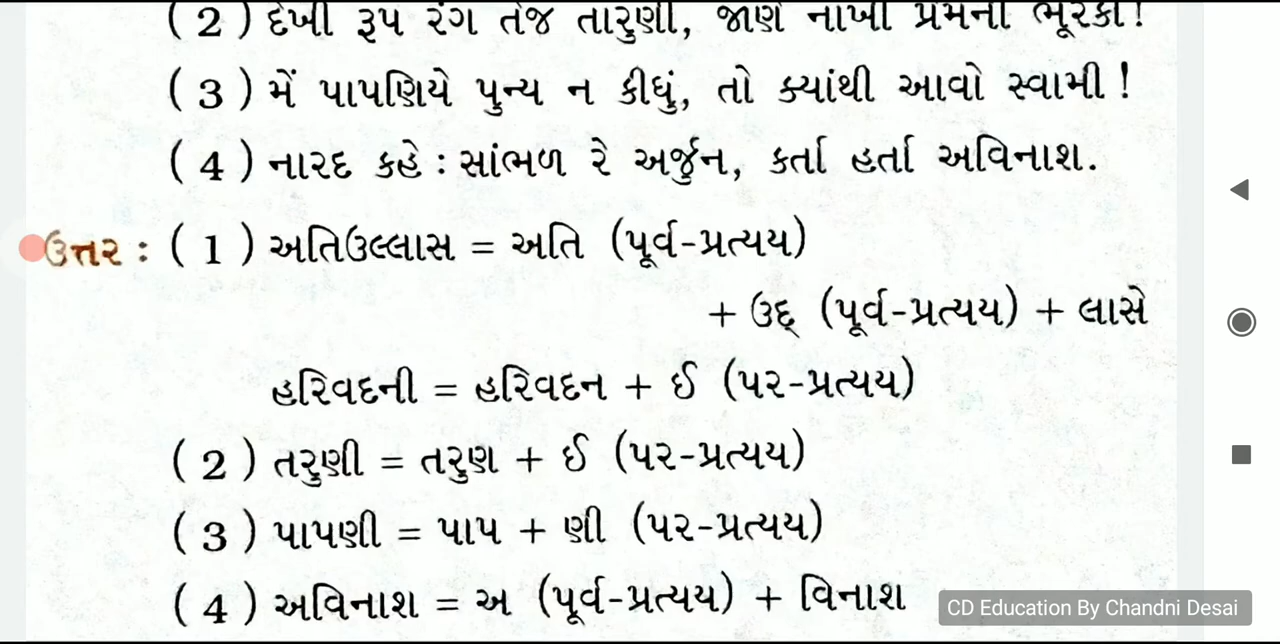 ( 2 ) દેખી રૂપ રંગ તેજ તારુણી, જાણે નાખી પ્રેમની ભૂરકી !
( 3 ) મેં પાપણિયે પુન્ય ન કીધું, તો ક્યાંથી આવો સ્વામી !
( 4 ) નારદ કહે : સાંભળ રે અર્જુન, કર્તા હર્તા અવિનાશ.
ઉત્તર : ( 1 ) અતિઉલ્લાસ = અતિ (પૂર્વ-પ્રત્યય)
+ ઉદ્ (પૂર્વ-પ્રત્યય) + લાસે
હરિવદની = હરિવદન + ઈ (પર-પ્રત્યય)
( 2 ) તરુણી = તરુણ + ઈ (પર-પ્રત્યય)
( 3 ) પાપણી = પાપ + ણી (પર-પ્રત્યય)
( 4 ) અવિનાશ = અ (પૂર્વ-પ્રત્યય) + વિનાશ
CD Education By Chandni Desai